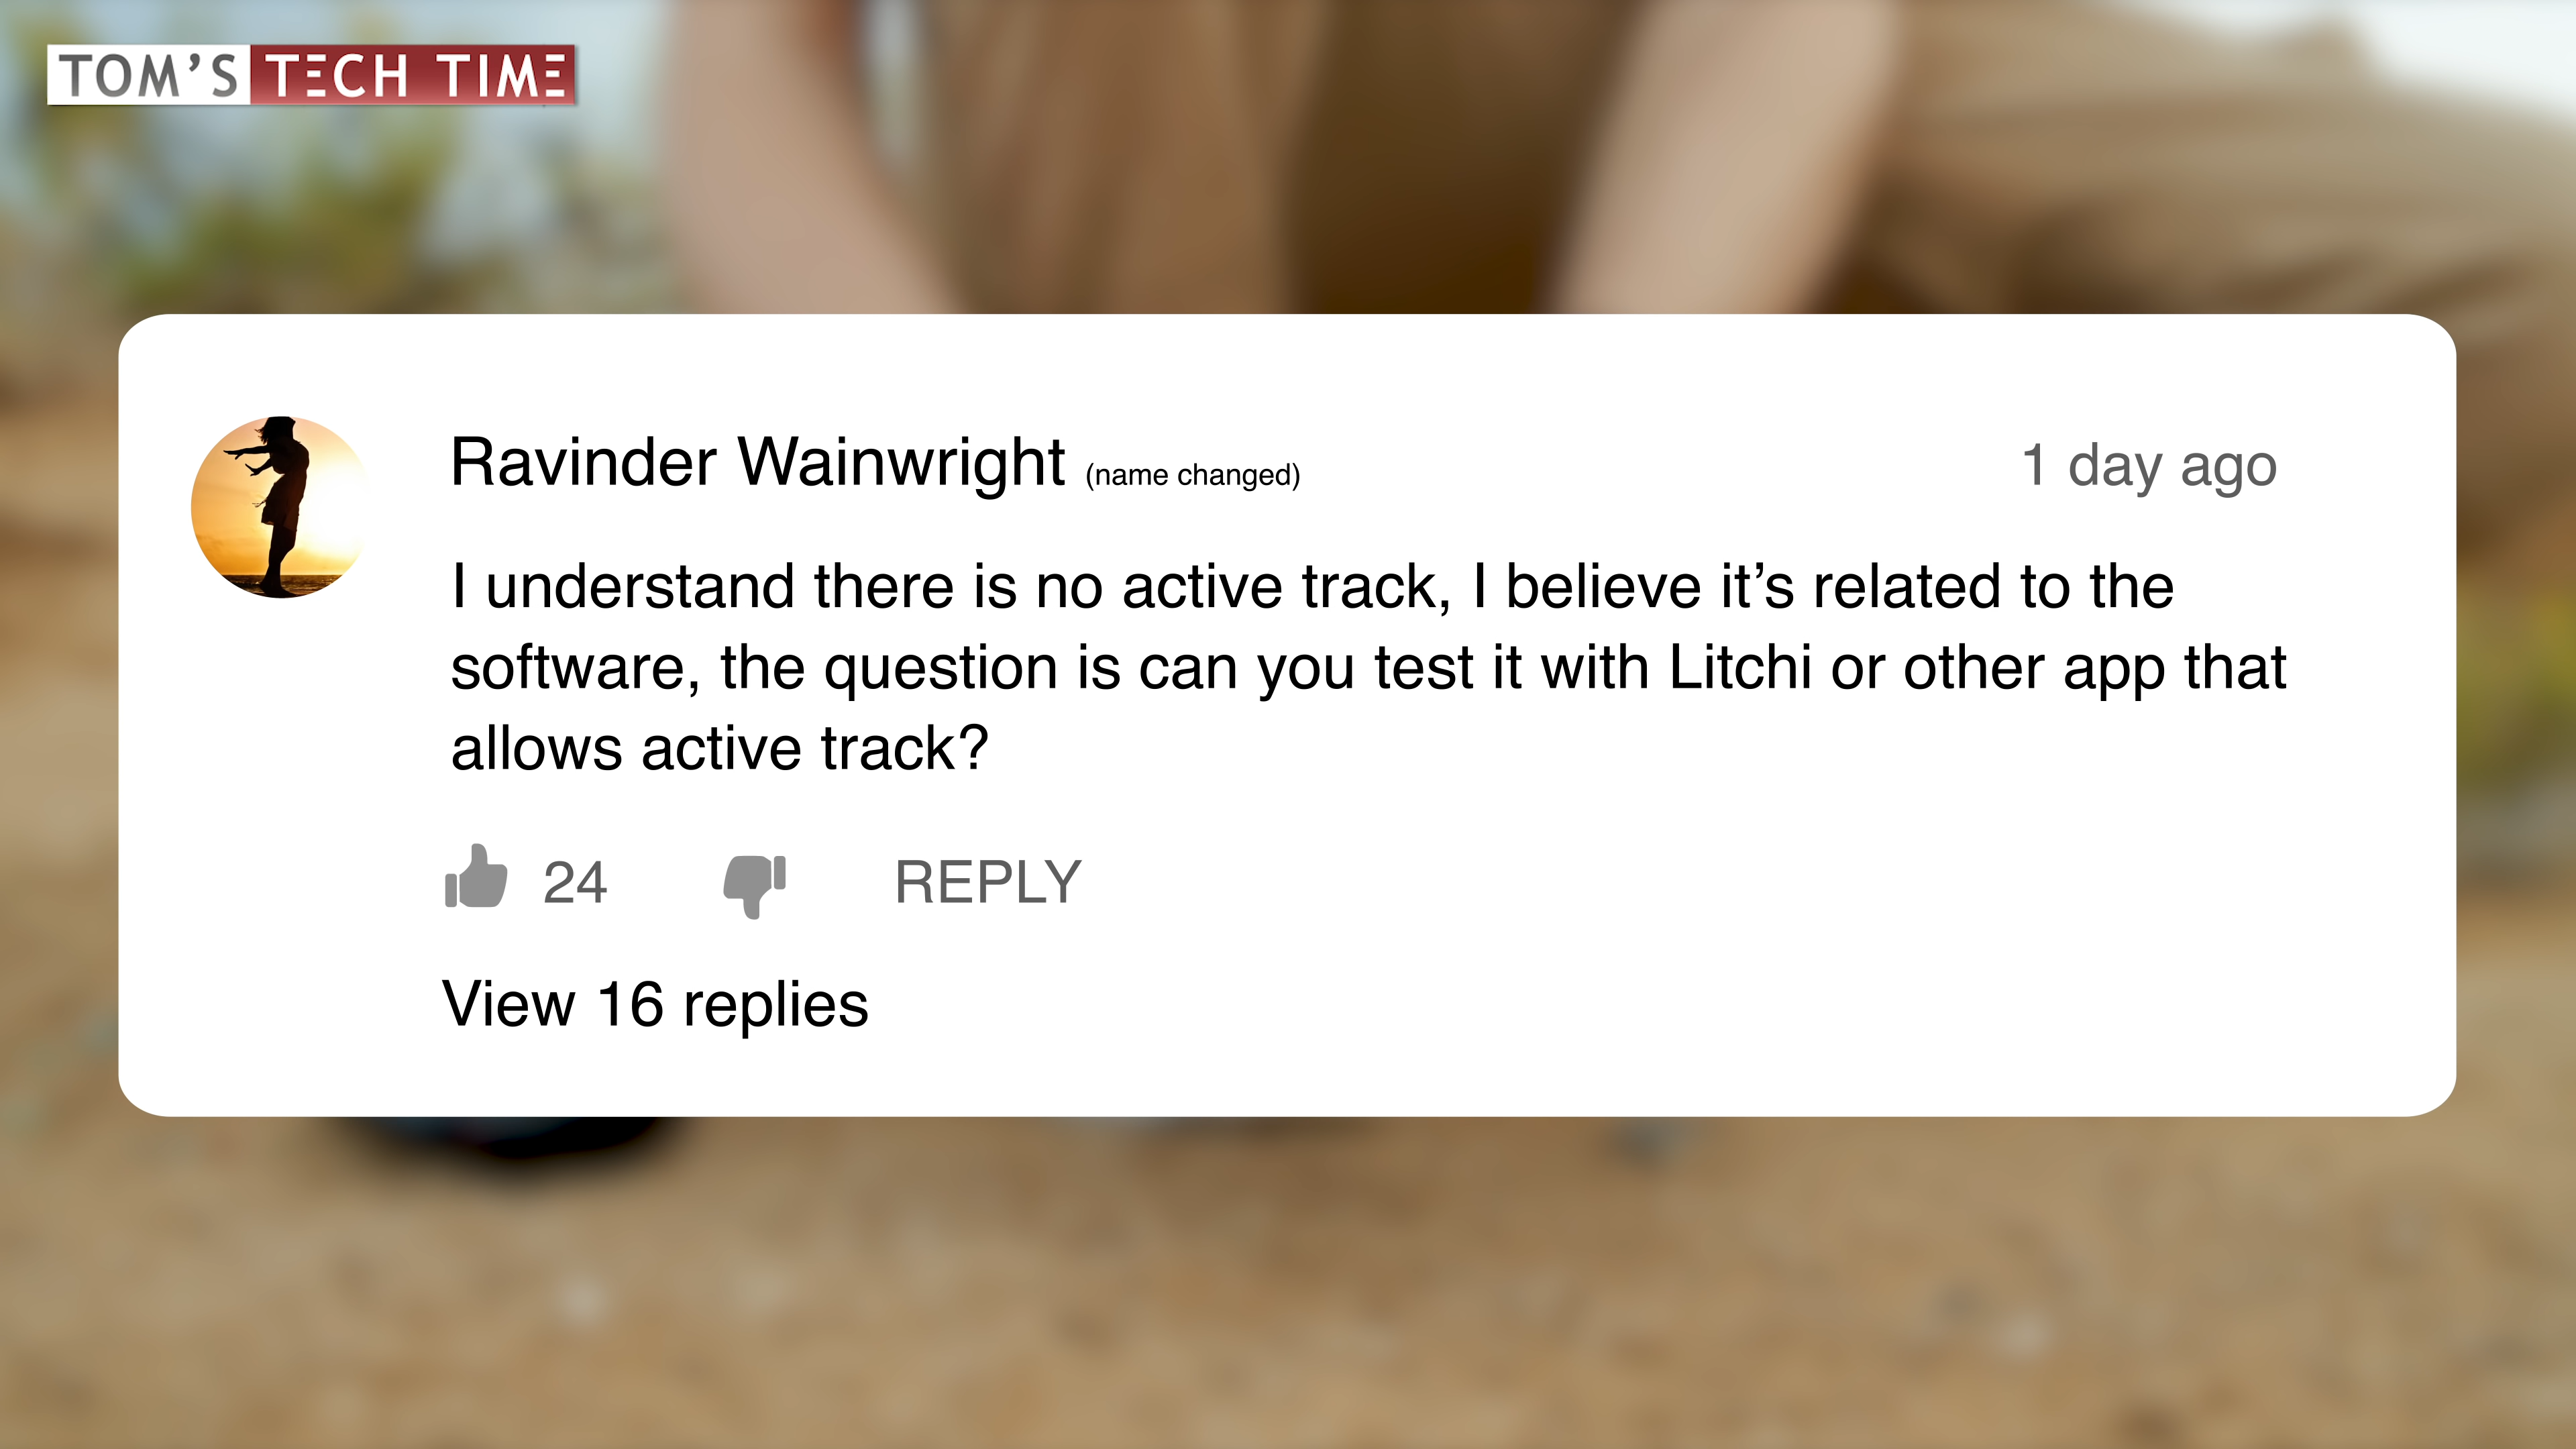 TOM'S TECH TIME
Ravinder Wainwright (name changed)
1 day ago
I understand there is no active track, I believe it’s related to the
software, the question is can you test it with Litchi or other app that
allows active track?
24 REPLY
View 16 replies